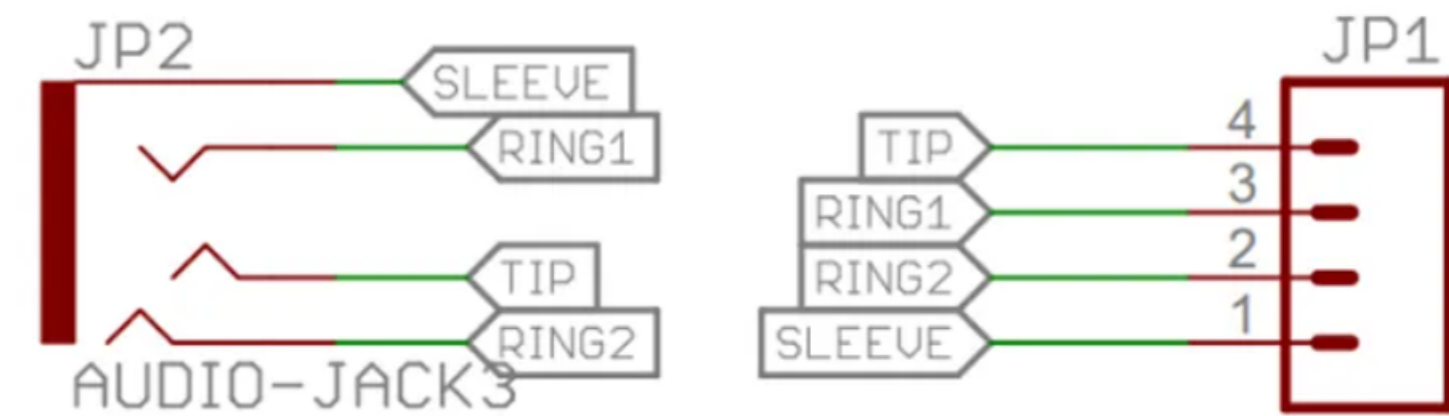 JP2
SLEEVE
RING1
TIP
RING2
AUDIO-JACK3
JP1
TIP
4
RING1
3
RING2
2
SLEEVE
1